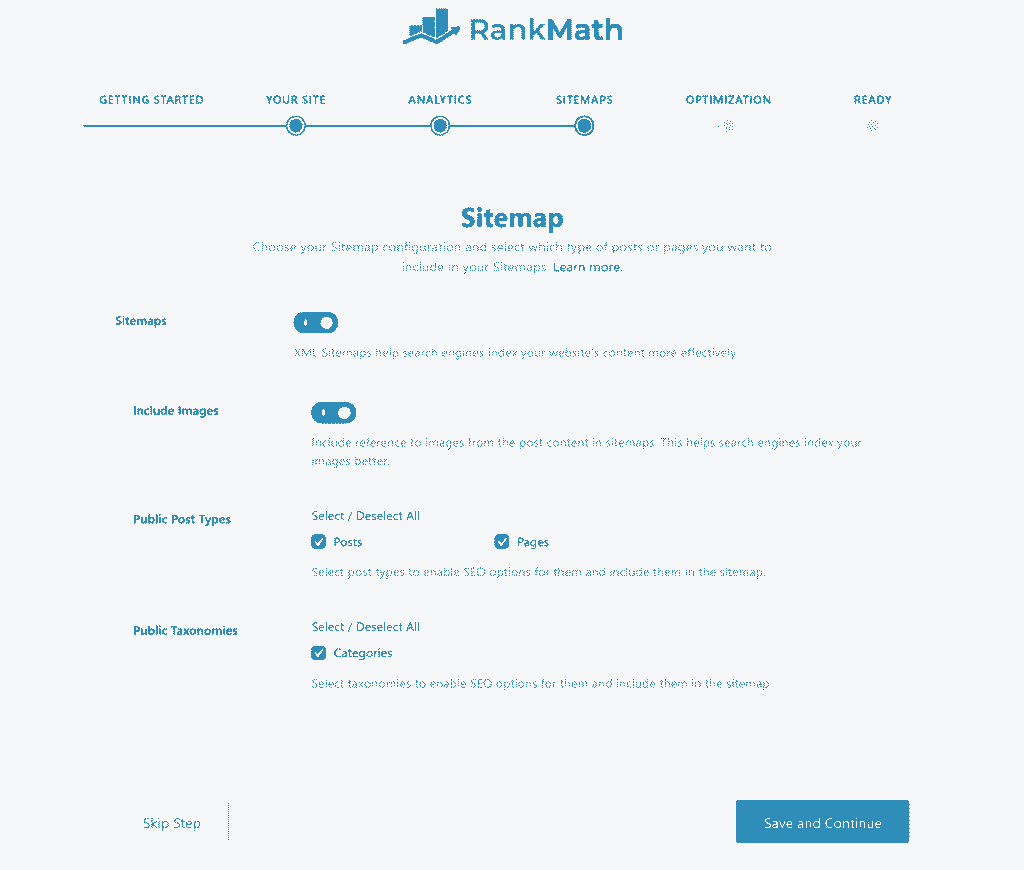 RankMath
GETTING STARTED
YOUR SITE
ANALYTICS
SITEMAPS
OPTIMIZATION
READY
Sitemap
Choose your Sitemap configuration and select which type of posts or pages you want to
include in your Sitemaps. Learn more.
Sitemaps
XML Sitemaps help search engines index your website's content more effectively.
Include Images
Include reference to images from the post content in sitemaps. This helps search engines index your
images better.
Public Post Types
Select / Deselect All
Posts
Pages
Select post types to enable SEO options for them and include them in the sitemap.
Public Taxonomies
Select / Deselect All
Categories
Select taxonomies to enable SEO options for them and include them in the sitemap.
Skip Step
Save and Continue